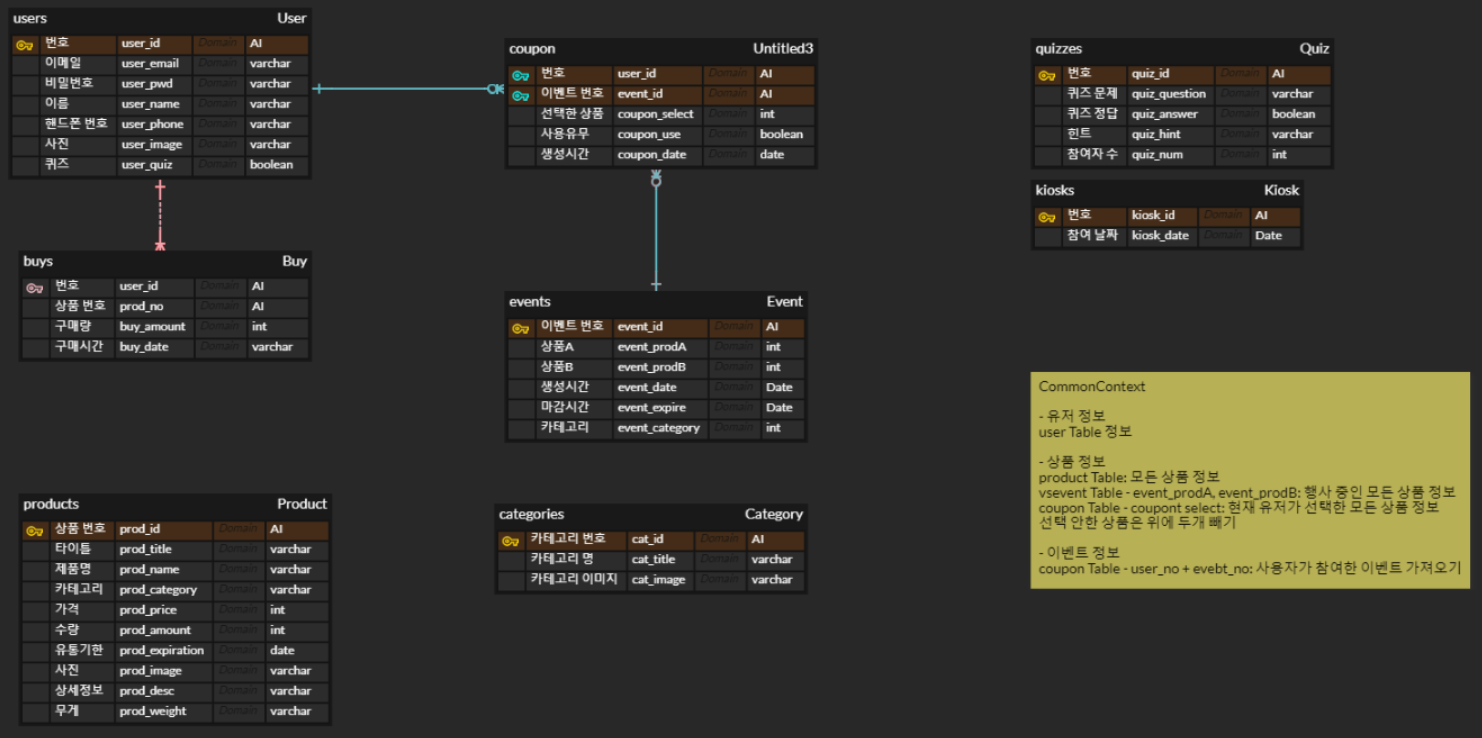 users User
번호 user_id Domain AI
이메일 user_email Domain varchar
비밀번호 user_pwd Domain varchar
이름 user_name Domain varchar
핸드폰 번호 user_phone Domain varchar
사진 user_image Domain varchar
퀴즈 user_quiz Domain boolean
buys Buy
번호 user_id Domain AI
상품 번호 prod_no Domain AI
구매량 buy_amount Domain int
구매시간 buy_date Domain varchar
products Product
상품 번호 prod_id Domain AI
타이틀 prod_title Domain varchar
제품명 prod_name Domain varchar
카테고리 prod_category Domain varchar
가격 prod_price Domain int
수량 prod_amount Domain int
유통기한 prod_expiration Domain date
사진 prod_image Domain varchar
상세정보 prod_desc Domain varchar
무게 prod_weight Domain varchar
coupon Untitled3
번호 user_id Domain AI
이벤트 번호 event_id Domain AI
선택한 상품 coupon_select Domain int
사용유무 coupon_use Domain boolean
생성시간 coupon_date Domain date
events Event
이벤트 번호 event_id Domain AI
상품A event_prodA Domain int
상품B event_prodB Domain int
생성시간 event_date Domain Date
마감시간 event_expire Domain Date
카테고리 event_category Domain int
categories Category
카테고리 번호 cat_id Domain AI
카테고리 명 cat_title Domain varchar
카테고리 이미지 cat_image Domain varchar
quizzes Quiz
번호 quiz_id Domain AI
퀴즈 문제 quiz_question Domain varchar
퀴즈 정답 quiz_answer Domain boolean
힌트 quiz_hint Domain varchar
참여자 수 quiz_num Domain int
kiosks Kiosk
번호 kiosk_id Domain AI
참여 날짜 kiosk_date Domain Date
CommonContext
- 유저 정보
user Table 정보
- 상품 정보
product Table: 모든 상품 정보
vsevent Table - event_prodA, event_prodB: 행사 중인 모든 상품 정보
coupon Table - coupont select: 현재 유저가 선택한 모든 상품 정보
선택 안한 상품은 위에 두개 빼기
- 이벤트 정보
coupon Table - user_no + evebt_no: 사용자가 참여한 이벤트 가져오기